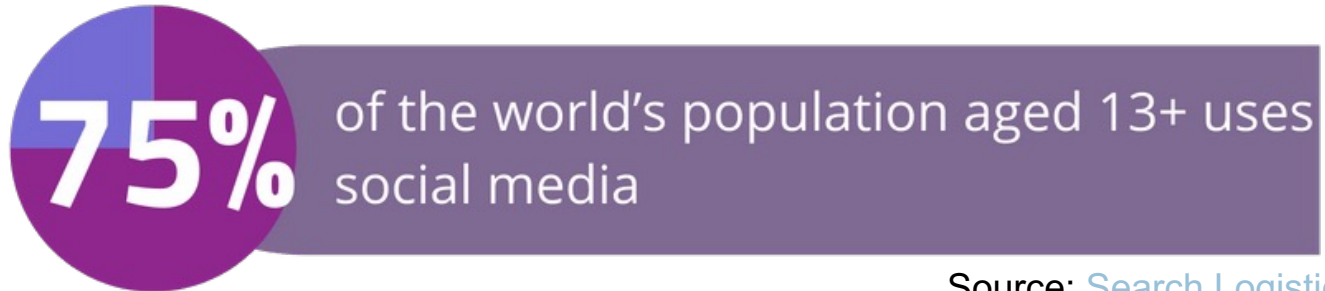 75%
of the world’s population aged 13+ uses
social media
Source: Search